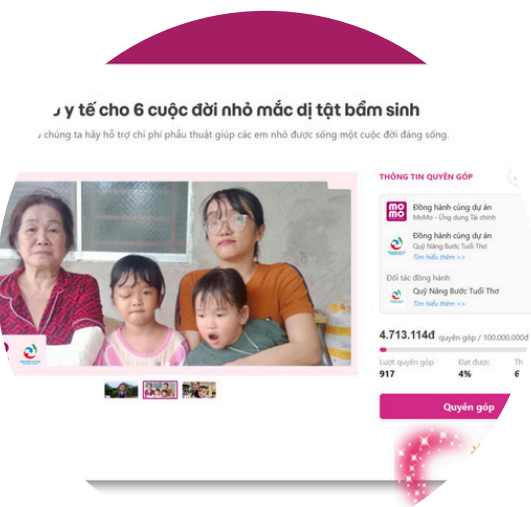 y tế cho 6 cuộc đời nhỏ mắc dị tật bẩm sinh
chúng ta hãy hỗ trợ chi phí phẫu thuật giúp các em nhỏ được sống một cuộc đời đáng sống.
THÔNG TIN QUYÊN GÓP
mo
mo
Đồng hành cùng dự án
MoMo - Ứng dụng Tài chính
Đồng hành cùng dự án
Quỹ Nâng Bước Tuổi Thơ
Tìm hiểu thêm >>
Đối tác đồng hành
Quỹ Nâng Bước Tuổi Thơ
Tìm hiểu thêm >>
4.713.114đ quyên góp / 100.000.000đ
Lượt quyên góp Đạt được Th
917 4% 6
Quyên góp